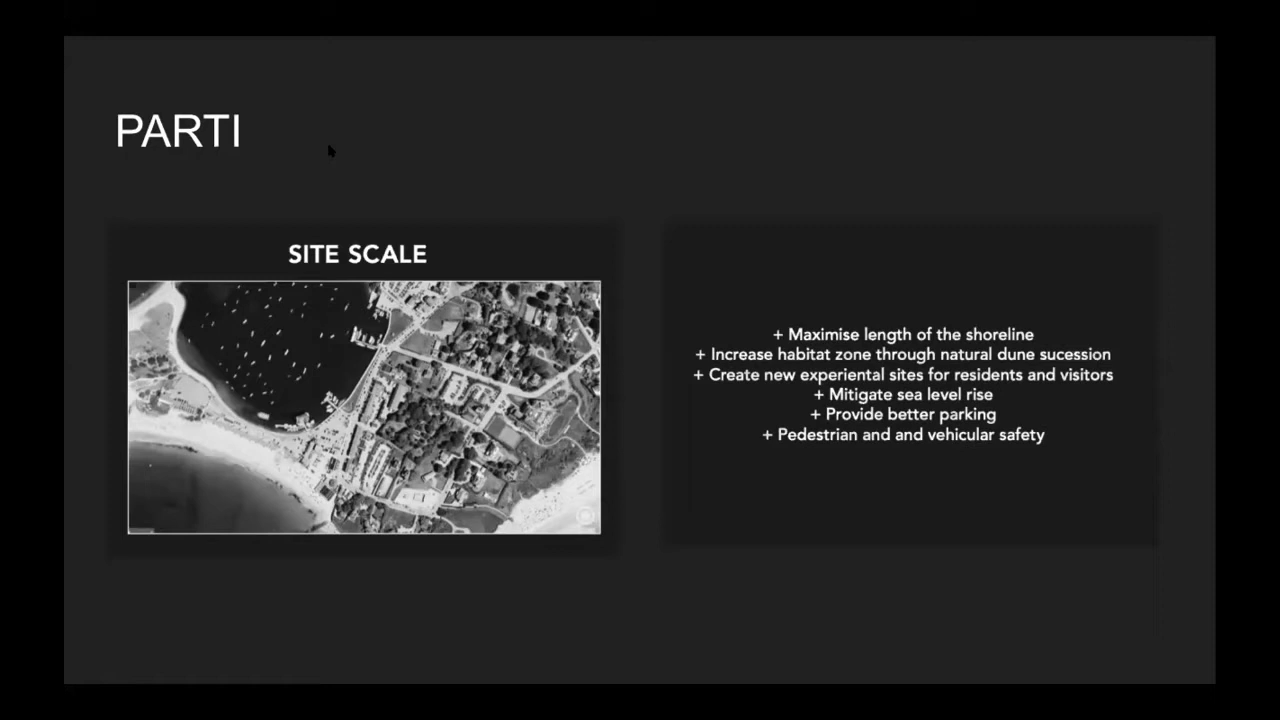 PARTI
SITE SCALE
+ Maximise length of the shoreline
+ Increase habitat zone through natural dune sucession
+ Create new experiental sites for residents and visitors
+ Mitigate sea level rise
+ Provide better parking
+ Pedestrian and and vehicular safety